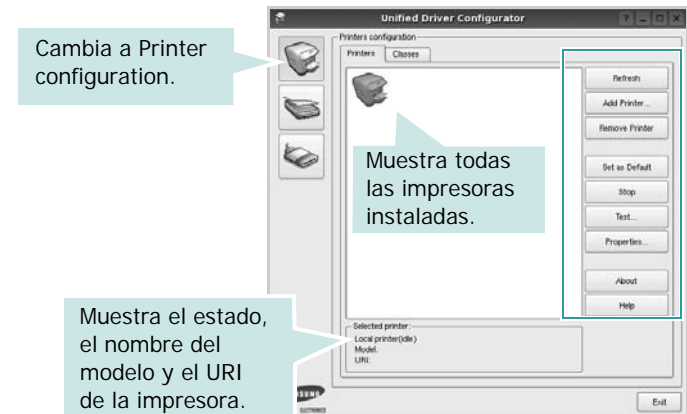 Unified Driver Configurator
Cambia a Printer
configuration.
Printers configuration
Printers
Classes
Refresh
Add Printer...
Remove Printer
Set as Default
Stop
Test...
Properties...
About
Help
Muestra todas
las impresoras
instaladas.
Muestra el estado,
el nombre del
modelo y el URI
de la impresora.
Selected printer:
Local printer(idle)
Model:
URI:
ELECTRONICS
Exit